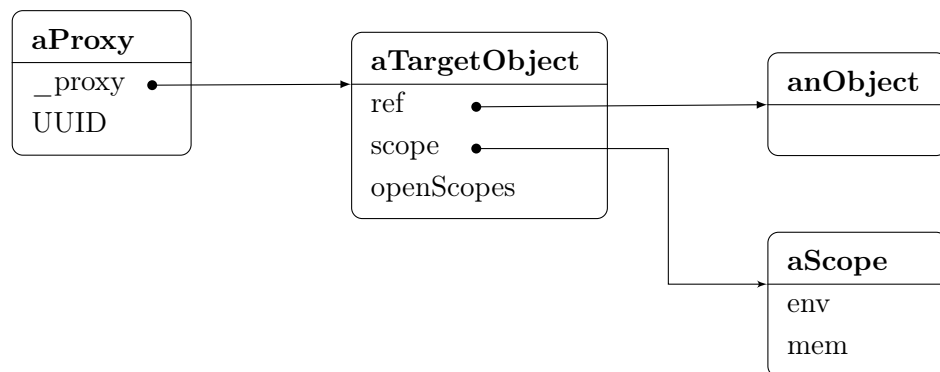 aProxy
_proxy
UUID
aTargetObject
ref
scope
openScopes
anObject
aScope
env
mem